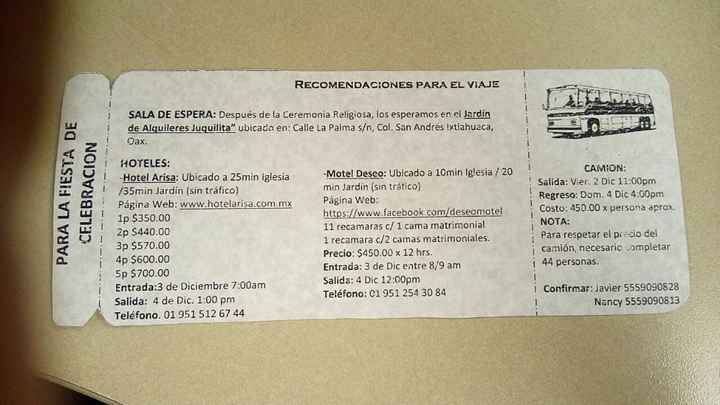 PARA LA FIESTA DE
CELEBRACION
RECOMENDACIONES PARA EL VIAJE
SALA DE ESPERA: Después de la Ceremonia Religiosa, los esperamos en el Jardín
de Alquileres Juquilita" ubicado en: Calle La Palma s/n, Col. San Andrés Ixtlahuaca,
Oax.
HOTELES:
-Hotel Arisa: Ubicado a 25min Iglesia
/35min Jardín (sin tráfico)
Página Web: www.hotelarisa.com.mx
1p $350.00
2p $440.00
3p $570.00
4p $600.00
5p $700.00
Entrada:3 de Diciembre 7:00am
Salida: 4 de Dic. 1:00 pm
Teléfono. 01 951 512 67 44
-Motel Deseo: Ubicado a 10min Iglesia / 20
min Jardín (sin tráfico)
Página Web:
https://www.facebook.com/deseomotel
11 recamaras c/ 1 cama matrimonial
1 recamara c/2 camas matrimoniales.
Precio: $450.00 x 12 hrs.
Entrada: 3 de Dic entre 8/9 am
Salida: 4 Dic 12:00pm
Teléfono: 01 951 254 30 84
CAMION:
Salida: Vier. 2 Dic 11:00pm
Regreso: Dom. 4 Dic 4:00pm
Costo: 450.00 x persona aprox.
NOTA:
Para respetar el precio del
camión, necesario completar
44 personas.
Confirmar: Javier 5559090828
Nancy 5559090813